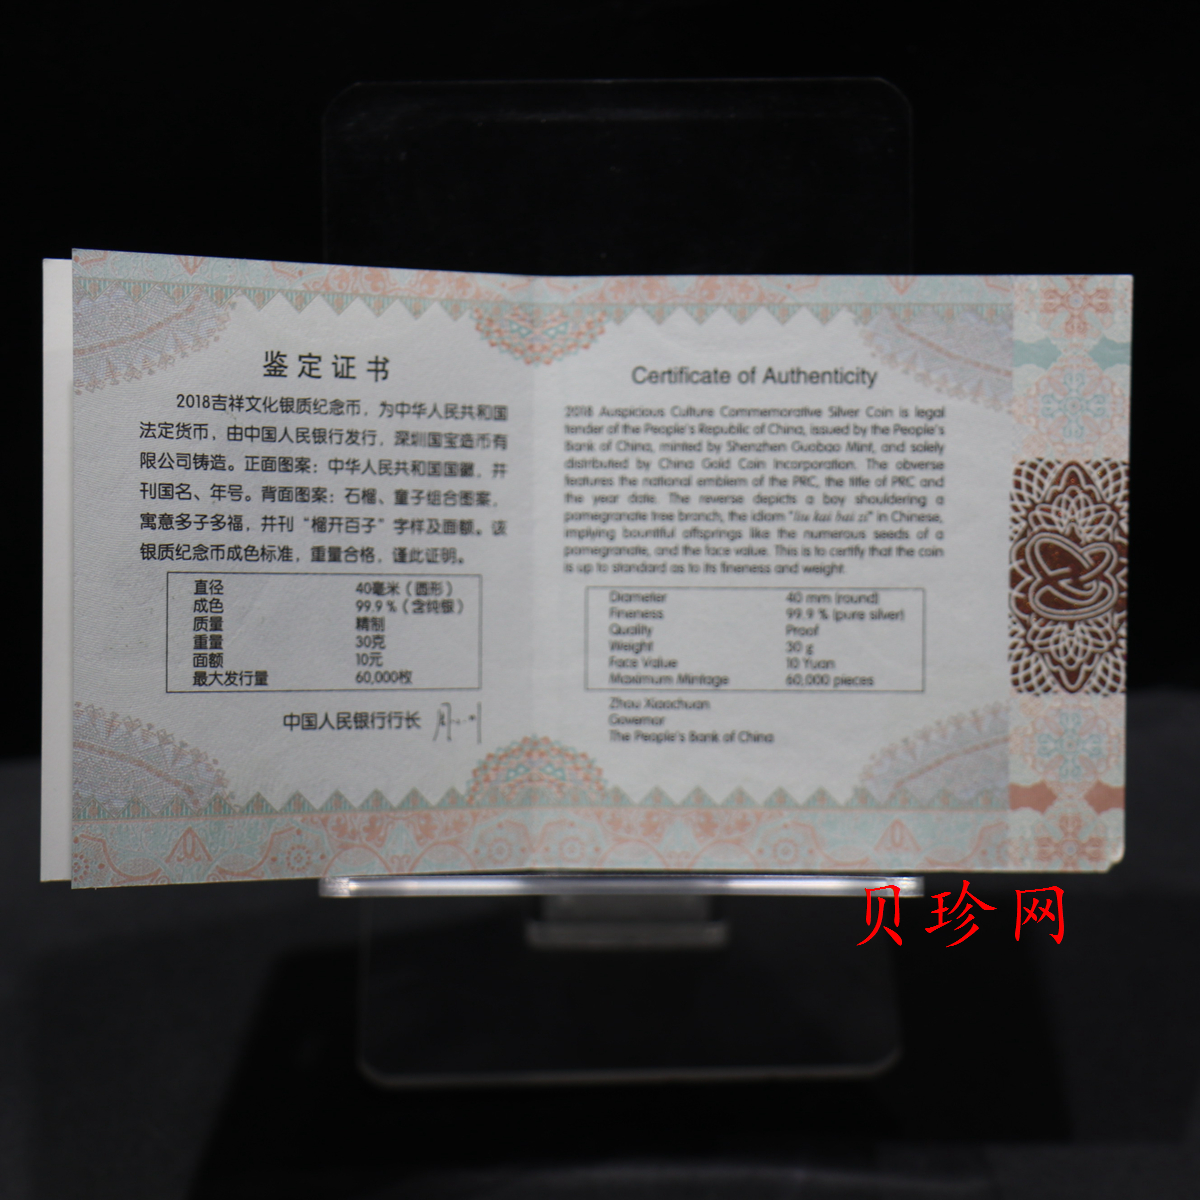 鉴定证书
2018吉祥文化银质纪念币，为中华人民共和国
法定货币，由中国人民银行发行，深圳国宝造币有
限公司铸造。正面图案：中华人民共和国国徽，并
刊国名、年号。背面图案：石榴、童子组合图案，
寓意多子多福，并刊“榴开百子”字样及面额。该
银质纪念币成色标准，重量合格，谨此证明。
直径 40毫米（圆形）
成色 99.9％（含纯银）
质量 精制
重量 30克
面额 10元
最大发行量 60,000枚
中国人民银行行长
Certificate of Authenticity
2018 Auspicious Culture Commemorative Silver Coin is legal
tender of the People's Republic of China, issued by the People's
Bank of China, minted by Shenzhen Guobao Mint, and solely
distributed by China Gold Coin Incorporation. The obverse
features the national emblem of the PRC, the title of PRC and
the year date. The reverse depicts a boy shouldering a
pomegranate tree branch, the idiom "liu kai bai zi" in Chinese,
implying bountiful offsprings like the numerous seeds of a
pomegranate, and the face value. This is to certify that the coin
is up to standard as to its fineness and weight.
Diameter 40 mm (round)
Fineness 99.9 % (pure silver)
Quality Proof
Weight 30 g
Face Value 10 Yuan
Maximum Mintage 60,000 pieces
Zhou Xiaochuan
Governor
The People's Bank of China
贝珍网